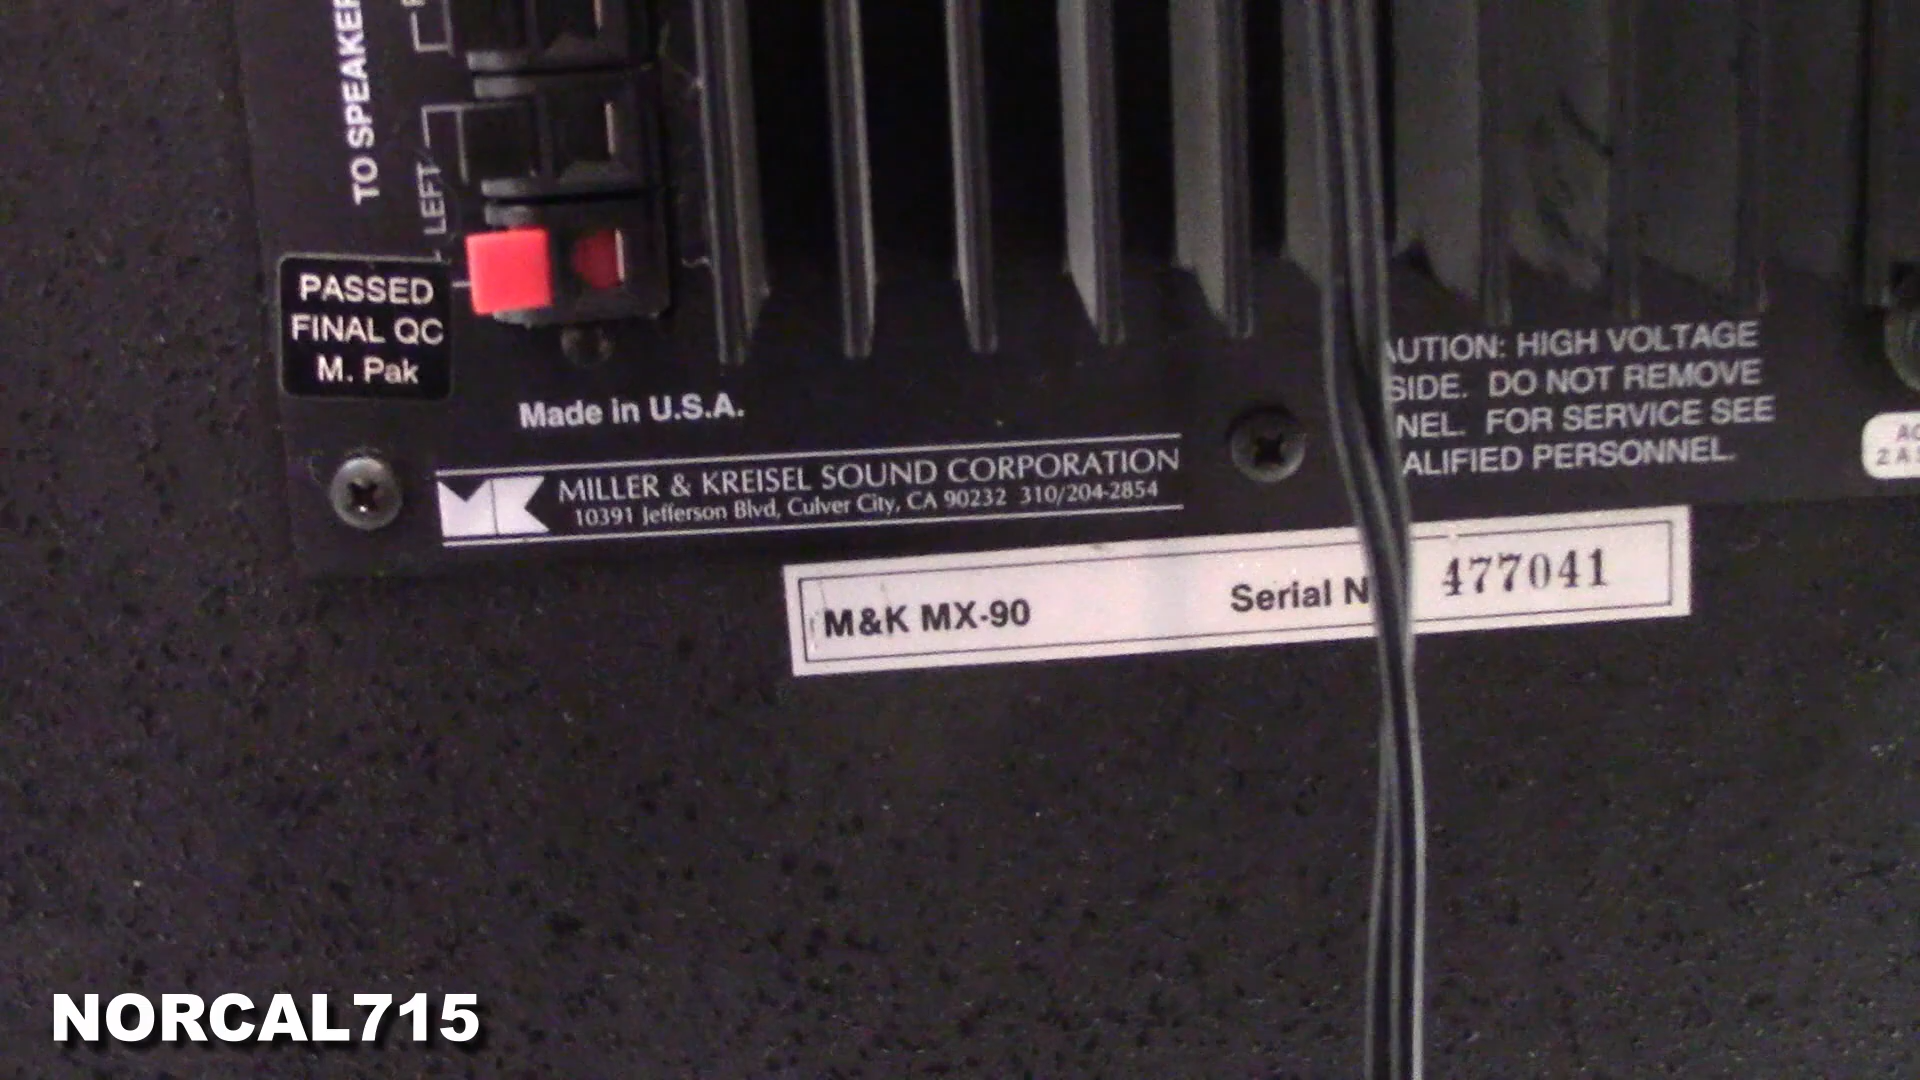 TO SPEAKER
LEFT
PASSED
FINAL QC
M. Pak
Made in U.S.A.
MILLER & KREISEL SOUND CORPORATION
10391 Jefferson Blvd, Culver City, CA 90232 310/204-2854
AUTION: HIGH VOLTAGE
SIDE. DO NOT REMOVE
NEL. FOR SERVICE SEE
ALIFIED PERSONNEL.
AC
2 A
M&K MX-90 Serial N 477041
NORCAL715